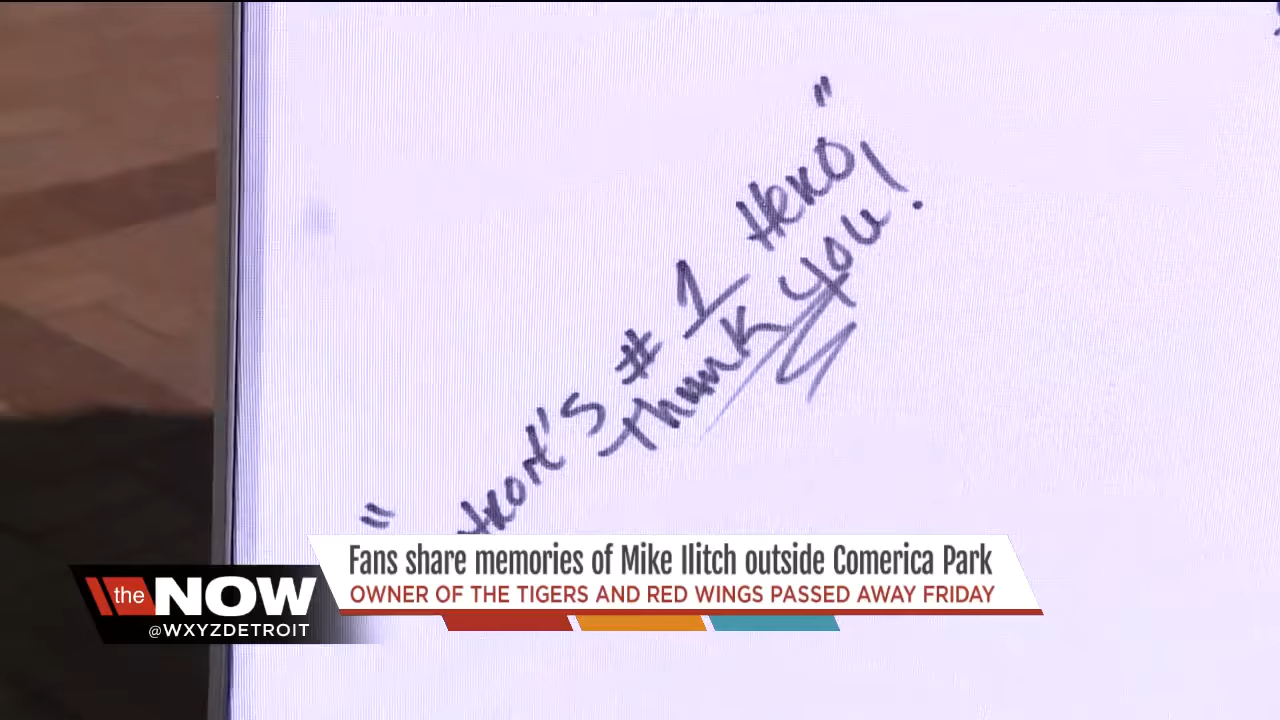 " troit's #1 Hero"
Thank You!
Fans share memories of Mike Ilitch outside Comerica Park
OWNER OF THE TIGERS AND RED WINGS PASSED AWAY FRIDAY
the NOW
@WXYZDETROIT